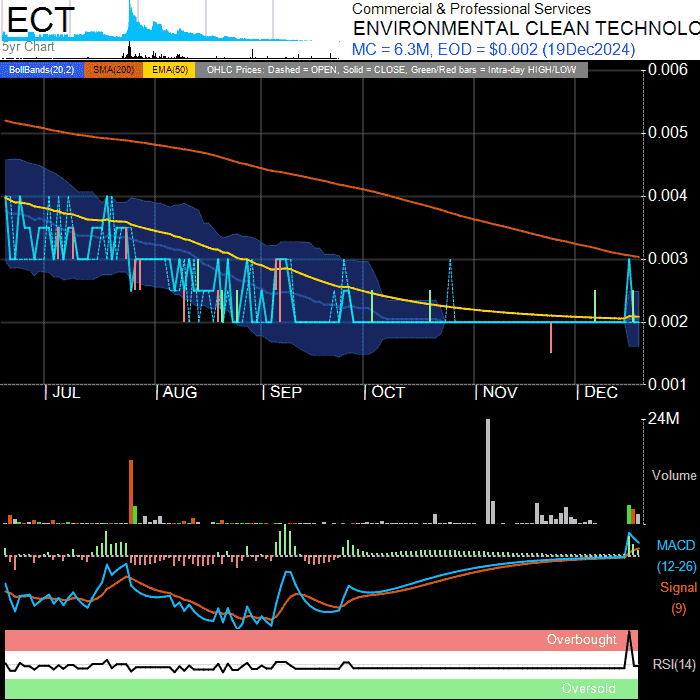 ECT
5yr Chart
Commercial & Professional Services
ENVIRONMENTAL CLEAN TECHNOLO
MC = 6.3M, EOD = $0.002 (19Dec2024)
BollBands(20,2) SMA(200) EMA(50) OHLC Prices: Dashed = OPEN, Solid = CLOSE, Green/Red bars = Intra-day HIGH/LOW
0.006
0.005
0.004
0.003
0.002
0.001
JUL AUG SEP OCT NOV DEC
24M
Volume
MACD
(12-26)
Signal
(9)
Overbought
RSI(14)
Oversold